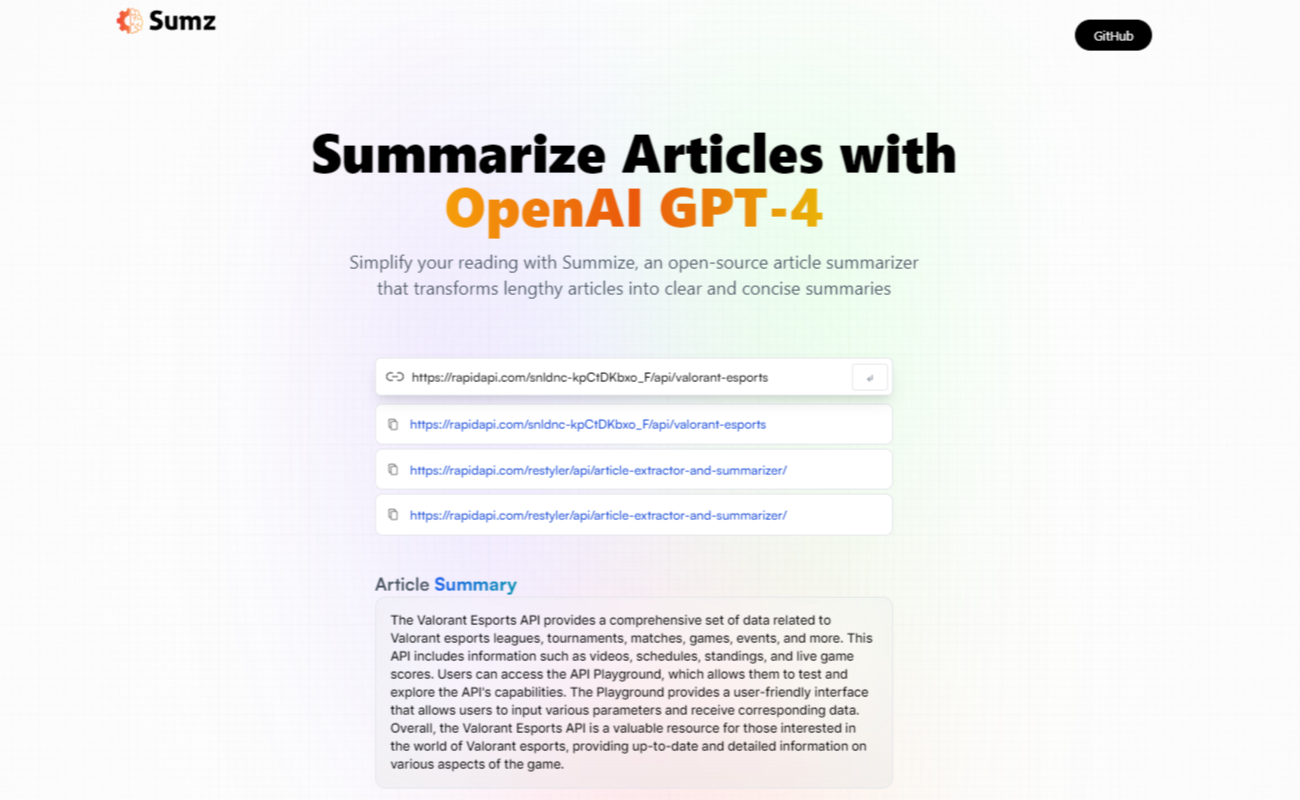 Sumz
GitHub
Summarize Articles with
OpenAI GPT-4
Simplify your reading with Summize, an open-source article summarizer
that transforms lengthy articles into clear and concise summaries
https://rapidapi.com/snldnc-kpCtDKbxo_F/api/valorant-esports
https://rapidapi.com/snldnc-kpCtDKbxo_F/api/valorant-esports
https://rapidapi.com/restyler/api/article-extractor-and-summarizer/
https://rapidapi.com/restyler/api/article-extractor-and-summarizer/
Article Summary
The Valorant Esports API provides a comprehensive set of data related to
Valorant esports leagues, tournaments, matches, games, events, and more. This
API includes information such as videos, schedules, standings, and live game
scores. Users can access the API Playground, which allows them to test and
explore the API's capabilities. The Playground provides a user-friendly interface
that allows users to input various parameters and receive corresponding data.
Overall, the Valorant Esports API is a valuable resource for those interested in
the world of Valorant esports, providing up-to-date and detailed information on
various aspects of the game.